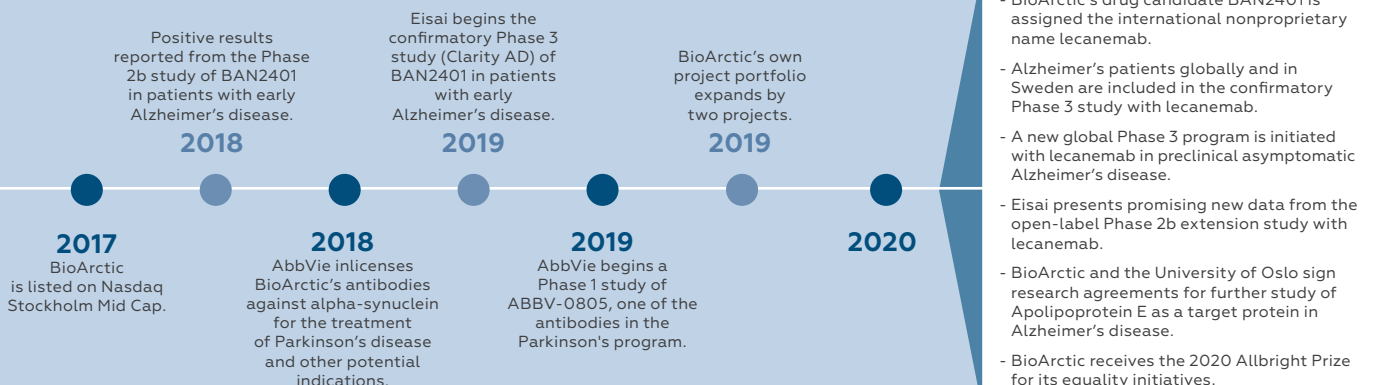 Positive results
reported from the Phase
2b study of BAN2401
in patients with early
Alzheimer’s disease.
2018
Eisai begins the
confirmatory Phase 3
study (Clarity AD) of
BAN2401 in patients
with early
Alzheimer’s disease.
2019
BioArctic’s own
project portfolio
expands by
two projects.
2019
2017
BioArctic
is listed on Nasdaq
Stockholm Mid Cap.
2018
AbbVie inlicenses
BioArctic’s antibodies
against alpha-synuclein
for the treatment
of Parkinson’s disease
and other potential
indications.
2019
AbbVie begins a
Phase 1 study of
ABBV-0805, one of the
antibodies in the
Parkinson's program.
2020
- BioArctic’s drug candidate BAN2401 is
assigned the international nonproprietary
name lecanemab.
- Alzheimer’s patients globally and in
Sweden are included in the confirmatory
Phase 3 study with lecanemab.
- A new global Phase 3 program is initiated
with lecanemab in preclinical asymptomatic
Alzheimer’s disease.
- Eisai presents promising new data from the
open-label Phase 2b extension study with
lecanemab.
- BioArctic and the University of Oslo sign
research agreements for further study of
Apolipoprotein E as a target protein in
Alzheimer’s disease.
- BioArctic receives the 2020 Allbright Prize
for its equality initiatives.